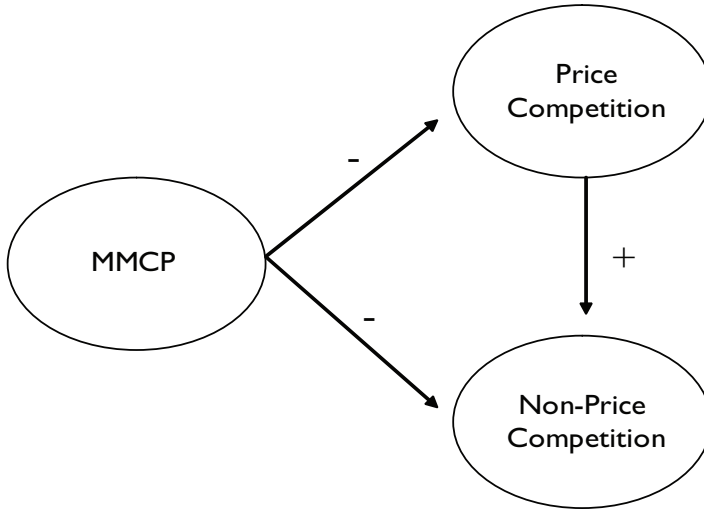 Price
Competition
-
MMCP
+
-
Non-Price
Competition